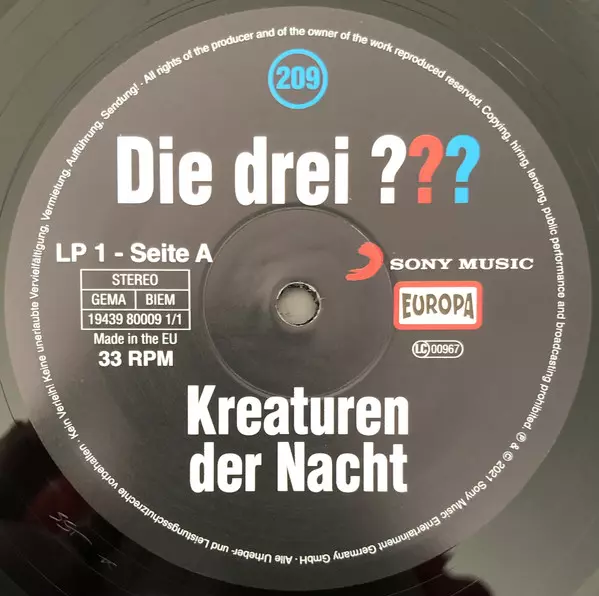 209
Die drei ???
LP 1 - Seite A
STEREO
GEMA BIEM
19439 80009 1/1
Made in the EU
33 RPM
SONY MUSIC
EUROPA
LC 00967
Kreaturen
der Nacht
All rights of the producer and of the owner of the work reproduced reserved. Copying, hiring, lending, public performance and broadcasting prohibited. ℗ & © 2021 Sony Music Entertainment Germany GmbH · Alle Urheber- und Leistungsschutzrechte vorbehalten · Kein Verleih! Keine unerlaubte Vervielfältigung, Vermietung, Aufführung, Sendung! ·